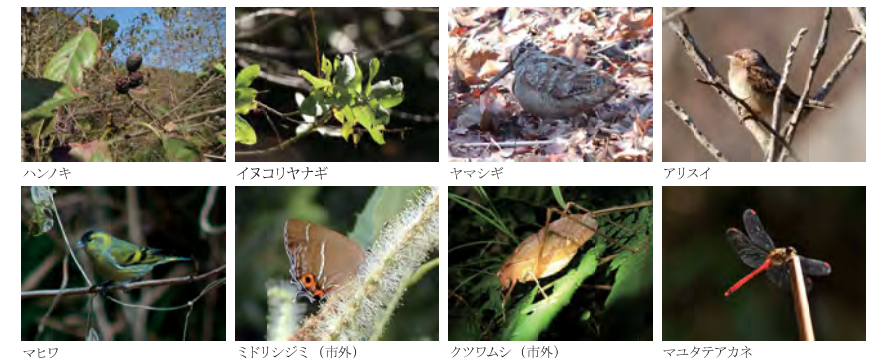 ハンノキ
イヌコリヤナギ
ヤマシギ
アリスイ
マヒワ
ミドリシジミ（市外）
クツワムシ（市外）
マユタテアカネ